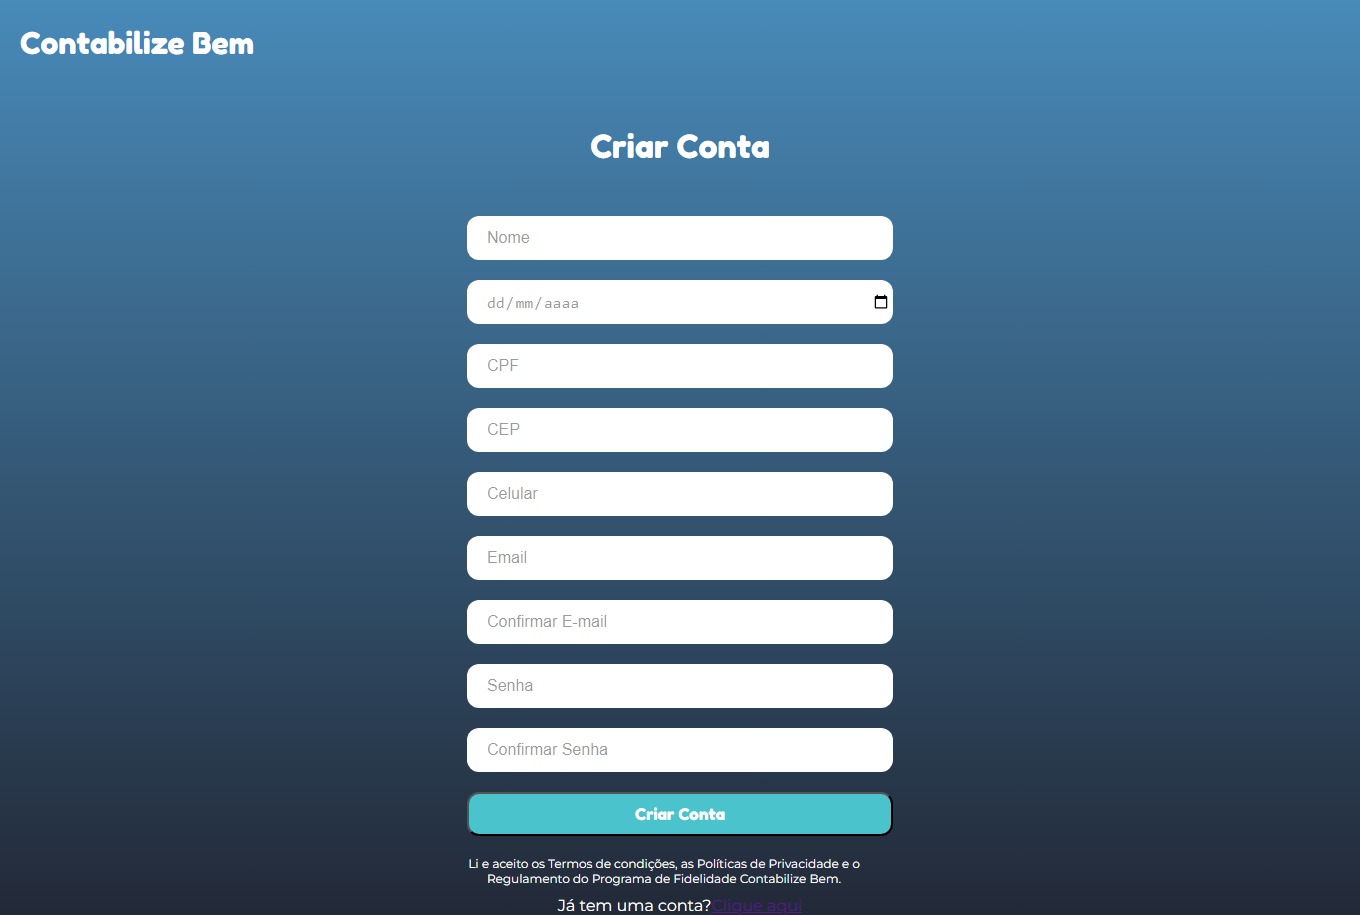 Contabilize Bem
Criar Conta
Nome
dd/mm/aaaa
CPF
CEP
Celular
Email
Confirmar E-mail
Senha
Confirmar Senha
Criar Conta
Li e aceito os Termos de condições, as Políticas de Privacidade e o
Regulamento do Programa de Fidelidade Contabilize Bem.
Já tem uma conta?Clique aqui